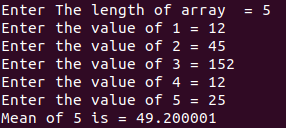 Enter The length of array  = 5
Enter the value of 1 = 12
Enter the value of 2 = 45
Enter the value of 3 = 152
Enter the value of 4 = 12
Enter the value of 5 = 25
Mean of 5 is = 49.200001